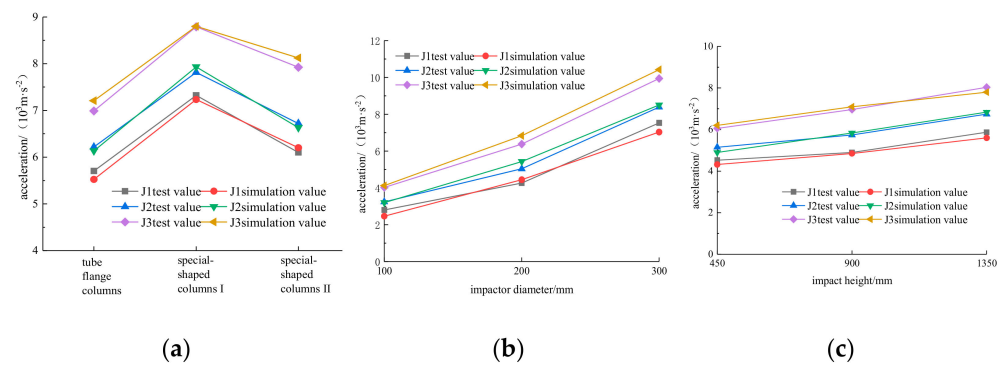 9
8
7
6
5
4
acceleration/（10³m·s⁻²）
J1test value J1simulation value
J2test value J2simulation value
J3test value J3simulation value
tube
flange
columns
special-
shaped
columns I
special-
shaped
columns II
(a)
12
10
8
6
4
2
0
acceleration/（10³m·s⁻²）
J1test value J1simulation value
J2test value J2simulation value
J3test value J3simulation value
100 200 300
impactor diameter/mm
(b)
10
8
6
4
2
0
acceleration/（10³m·s⁻²）
J1test value J1simulation value
J2test value J2simulation value
J3test value J3simulation value
450 900 1350
impact height/mm
(c)